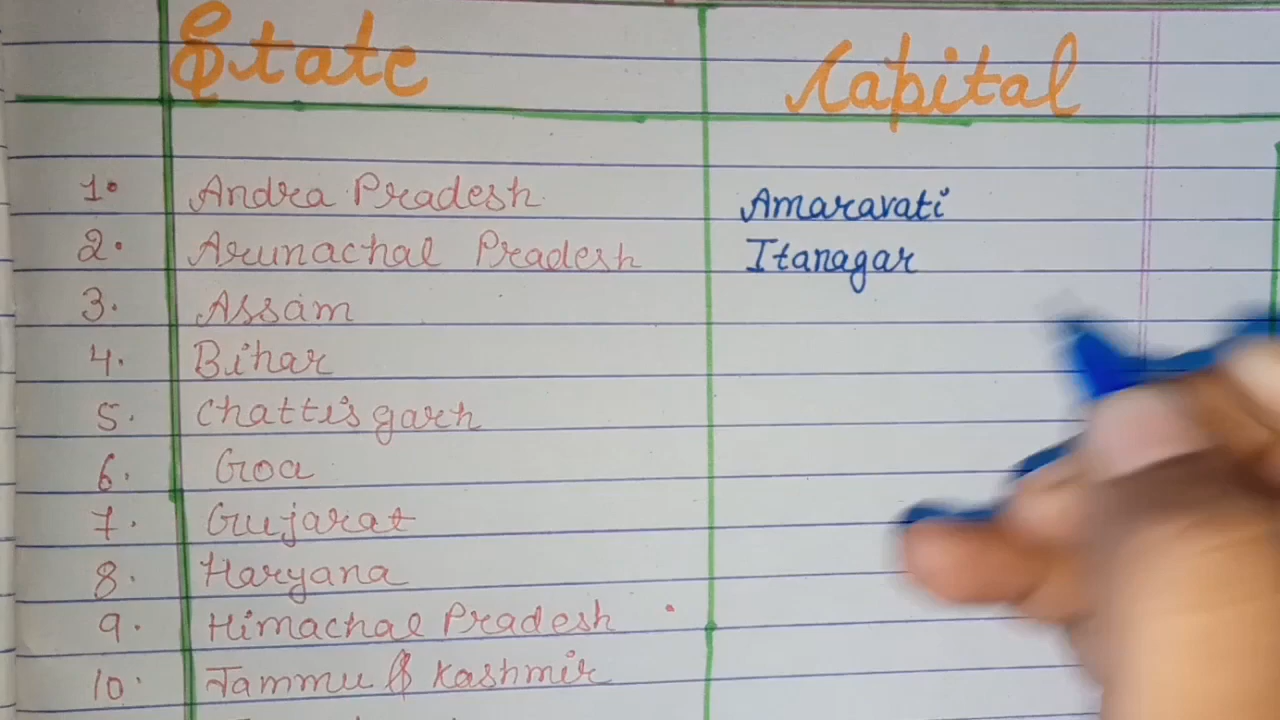 State Capital
1. Andra Pradesh Amaravati
2. Arunachal Pradesh Itanagar
3. Assam
4. Bihar
5. Chattisgarh
6. Goa
7. Gujarat
8. Haryana
9. Himachal Pradesh
10. Jammu & Kashmir